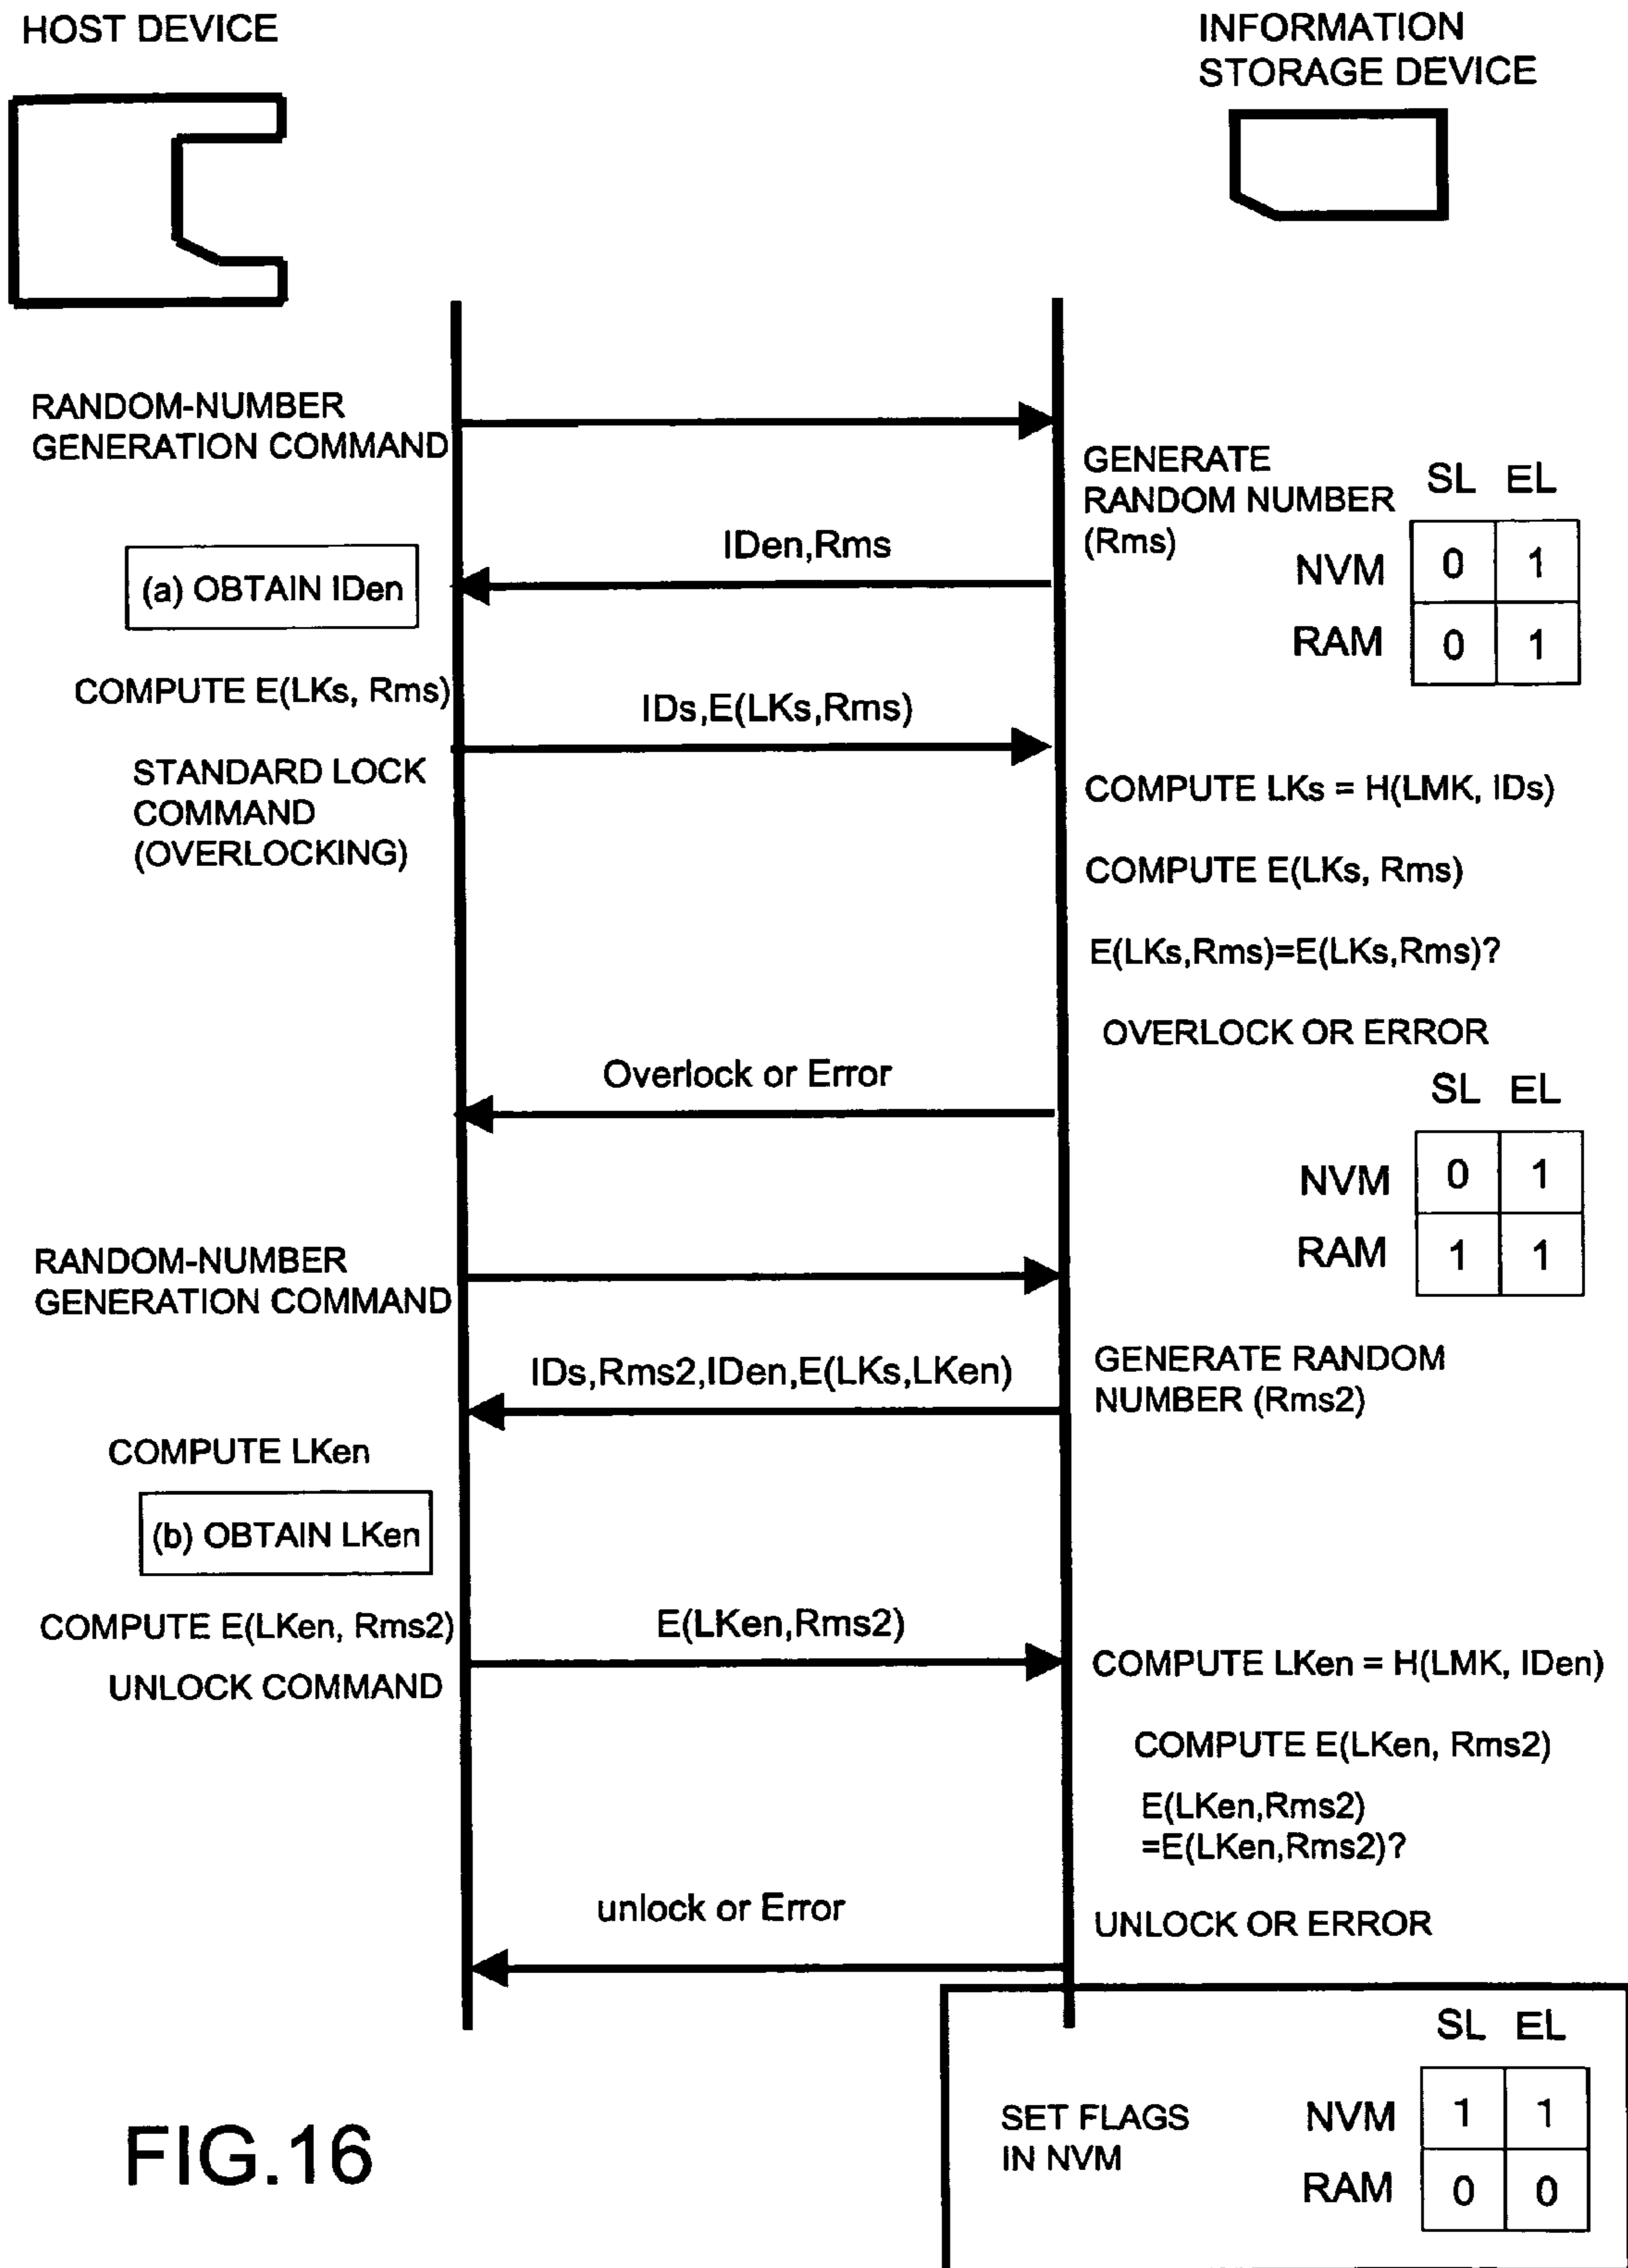 HOST DEVICE
INFORMATION
STORAGE DEVICE
RANDOM-NUMBER
GENERATION COMMAND
GENERATE
RANDOM NUMBER
(Rms)
SL EL
NVM 0 1
RAM 0 1
IDen,Rms
(a) OBTAIN IDen
COMPUTE E(LKs, Rms)
IDs,E(LKs,Rms)
STANDARD LOCK
COMMAND
(OVERLOCKING)
COMPUTE LKs = H(LMK, IDs)
COMPUTE E(LKs, Rms)
E(LKs,Rms)=E(LKs,Rms)?
OVERLOCK OR ERROR
Overlock or Error
SL EL
NVM 0 1
RAM 1 1
RANDOM-NUMBER
GENERATION COMMAND
IDs,Rms2,IDen,E(LKs,LKen)
GENERATE RANDOM
NUMBER (Rms2)
COMPUTE LKen
(b) OBTAIN LKen
COMPUTE E(LKen, Rms2)
E(LKen,Rms2)
UNLOCK COMMAND
COMPUTE LKen = H(LMK, IDen)
COMPUTE E(LKen, Rms2)
E(LKen,Rms2)
=E(LKen,Rms2)?
unlock or Error
UNLOCK OR ERROR
SL EL
SET FLAGS
IN NVM
NVM 1 1
RAM 0 0
FIG.16